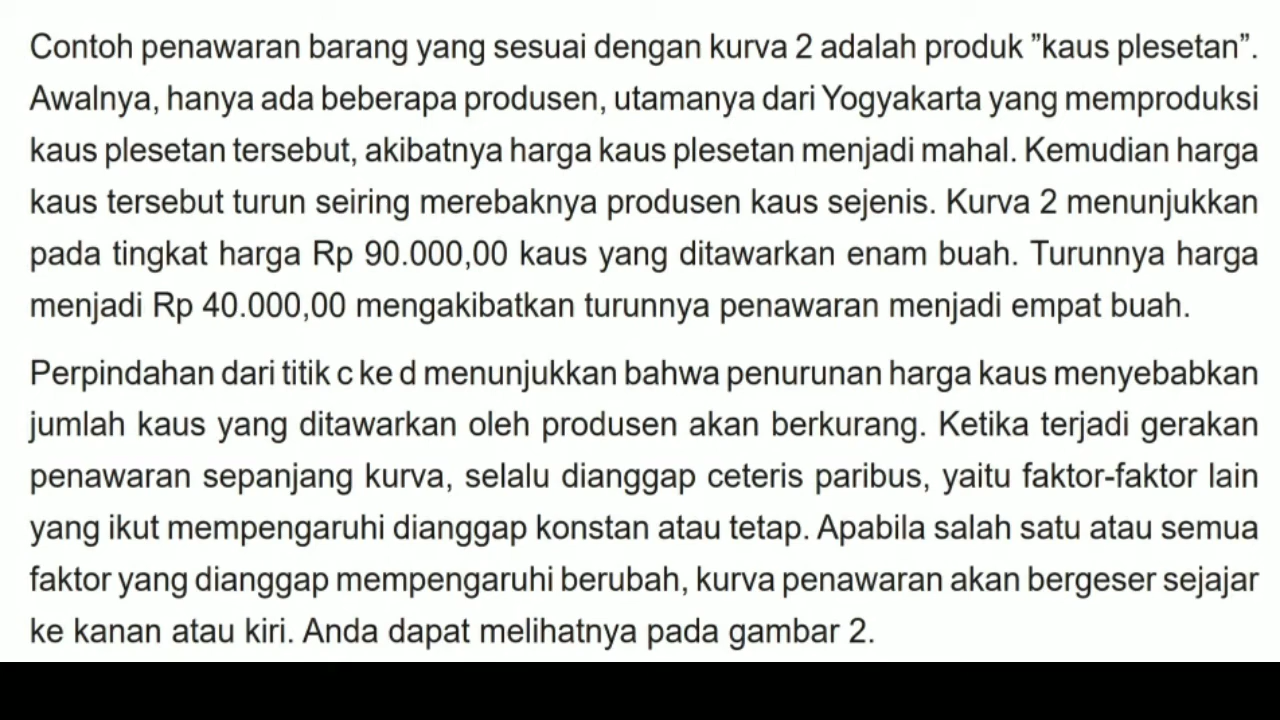 Contoh penawaran barang yang sesuai dengan kurva 2 adalah produk ”kaus plesetan”.
Awalnya, hanya ada beberapa produsen, utamanya dari Yogyakarta yang memproduksi
kaus plesetan tersebut, akibatnya harga kaus plesetan menjadi mahal. Kemudian harga
kaus tersebut turun seiring merebaknya produsen kaus sejenis. Kurva 2 menunjukkan
pada tingkat harga Rp 90.000,00 kaus yang ditawarkan enam buah. Turunnya harga
menjadi Rp 40.000,00 mengakibatkan turunnya penawaran menjadi empat buah.
Perpindahan dari titik c ke d menunjukkan bahwa penurunan harga kaus menyebabkan
jumlah kaus yang ditawarkan oleh produsen akan berkurang. Ketika terjadi gerakan
penawaran sepanjang kurva, selalu dianggap ceteris paribus, yaitu faktor-faktor lain
yang ikut mempengaruhi dianggap konstan atau tetap. Apabila salah satu atau semua
faktor yang dianggap mempengaruhi berubah, kurva penawaran akan bergeser sejajar
ke kanan atau kiri. Anda dapat melihatnya pada gambar 2.